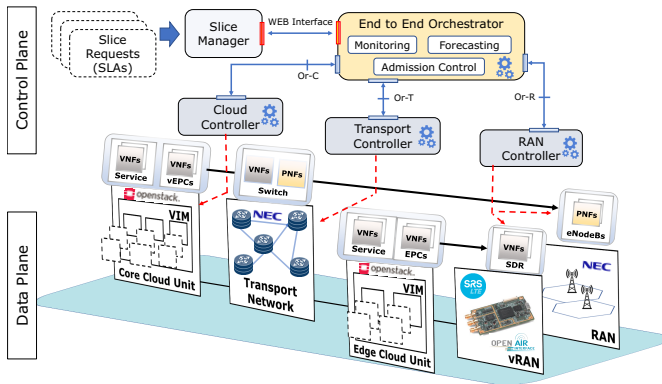 Control Plane
Slice
Requests
(SLAs)
Slice
Manager
WEB Interface
End to End Orchestrator
Monitoring
Forecasting
Admission Control
Or-C
Or-T
Or-R
Cloud
Controller
Transport
Controller
RAN
Controller
Data Plane
VNFs
Service
VNFs
vEPCs
VNFs
PNFs
Switch
PNFs
eNodeBs
openstack.
VIM
Core Cloud Unit
NEC
Transport
Network
VNFs
Service
VNFs
EPCs
VNFs
SDR
openstack.
VIM
Edge Cloud Unit
SRS
LTE
OPEN AIR
INTERFACE
vRAN
NEC
RAN